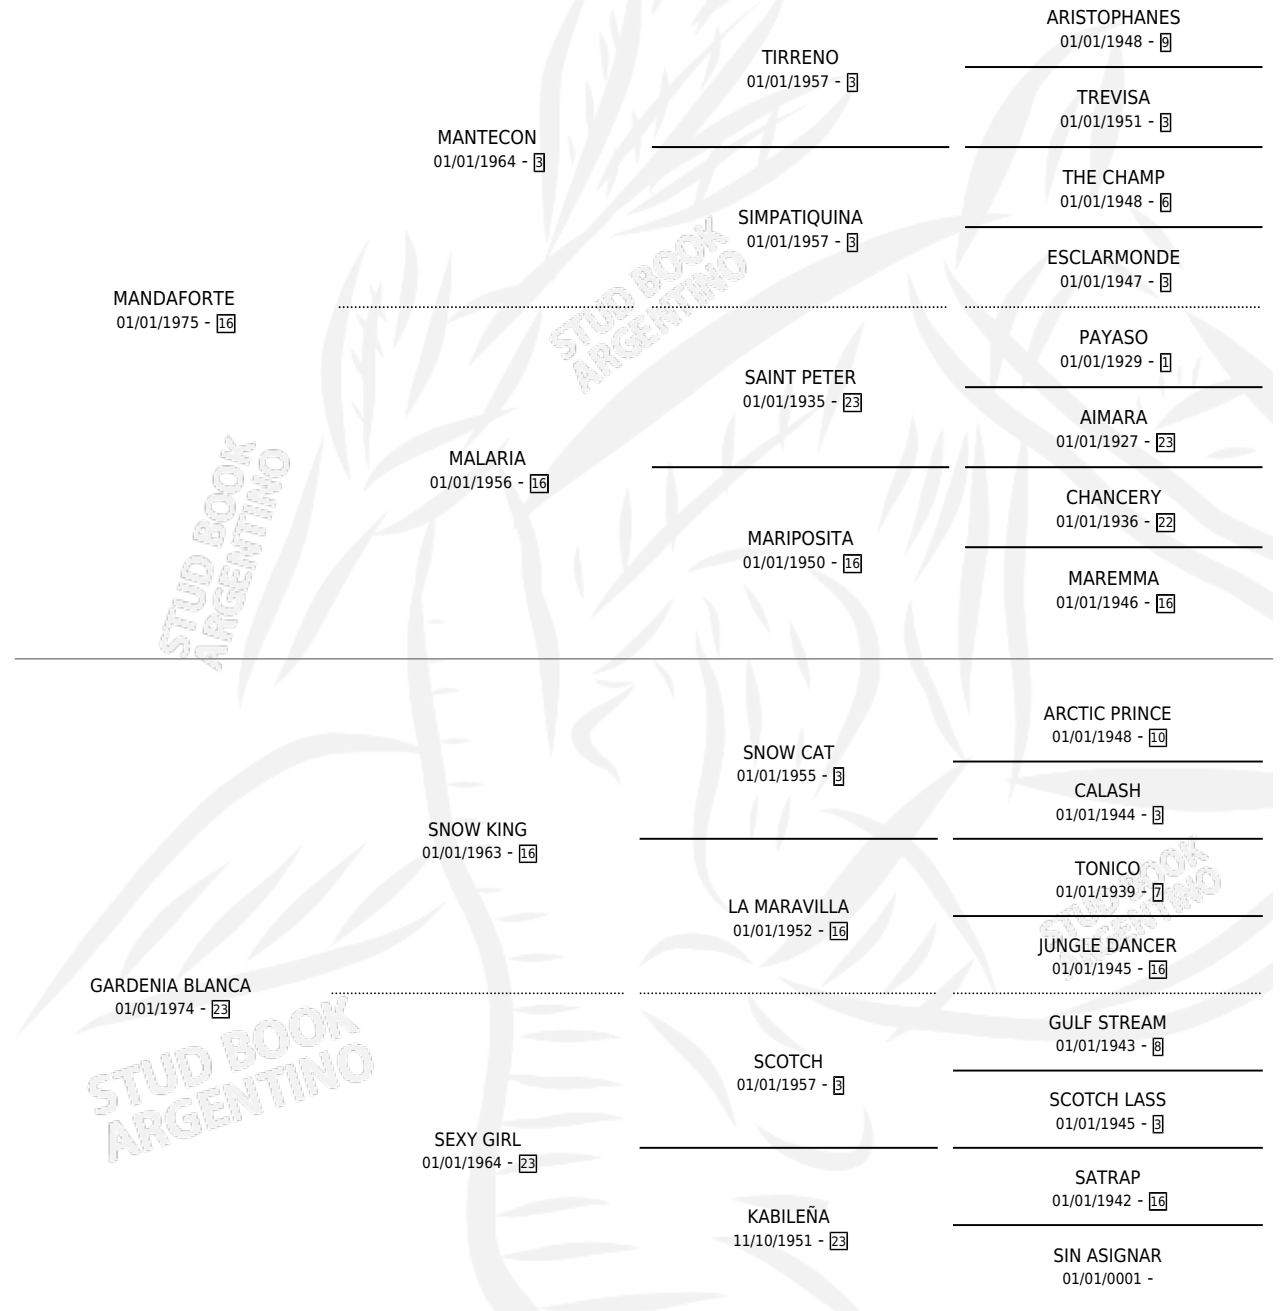 ARISTOPHANES
01/01/1948 - 9
TIRRENO
01/01/1957 - 3
TREVISA
01/01/1951 - 3
MANTECON
01/01/1964 - 3
THE CHAMP
01/01/1948 - 6
SIMPATIQUINA
01/01/1957 - 3
ESCLARMONDE
01/01/1947 - 3
MANDAFORTE
01/01/1975 - 16
PAYASO
01/01/1929 - 1
SAINT PETER
01/01/1935 - 23
AIMARA
01/01/1927 - 23
MALARIA
01/01/1956 - 16
CHANCERY
01/01/1936 - 22
MARIPOSITA
01/01/1950 - 16
MAREMMA
01/01/1946 - 16
STUD BOOK
ARGENTINO
STUD BOOK
ARGENTINO
ARCTIC PRINCE
01/01/1948 - 10
SNOW CAT
01/01/1955 - 3
CALASH
01/01/1944 - 3
SNOW KING
01/01/1963 - 16
TONICO
01/01/1939 - 7
LA MARAVILLA
01/01/1952 - 16
JUNGLE DANCER
01/01/1945 - 16
STUD BOOK
ARGENTINO
GARDENIA BLANCA
01/01/1974 - 23
GULF STREAM
01/01/1943 - 8
SCOTCH
01/01/1957 - 3
SCOTCH LASS
01/01/1945 - 3
SEXY GIRL
01/01/1964 - 23
SATRAP
01/01/1942 - 16
KABILEÑA
11/10/1951 - 23
SIN ASIGNAR
01/01/0001 -
STUD BOOK
ARGENTINO